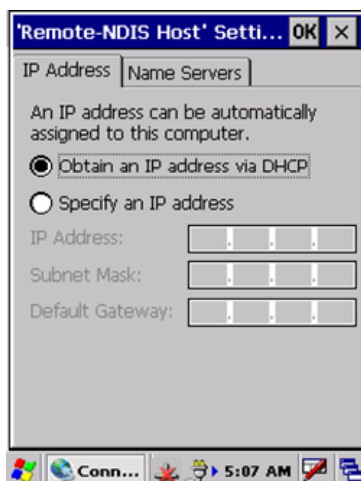 'Remote-NDIS Host' Setti... OK ×
IP Address Name Servers
An IP address can be automatically
assigned to this computer.
Obtain an IP address via DHCP
Specify an IP address
IP Address: . . .
Subnet Mask: . . .
Default Gateway: . . .
Conn... 5:07 AM